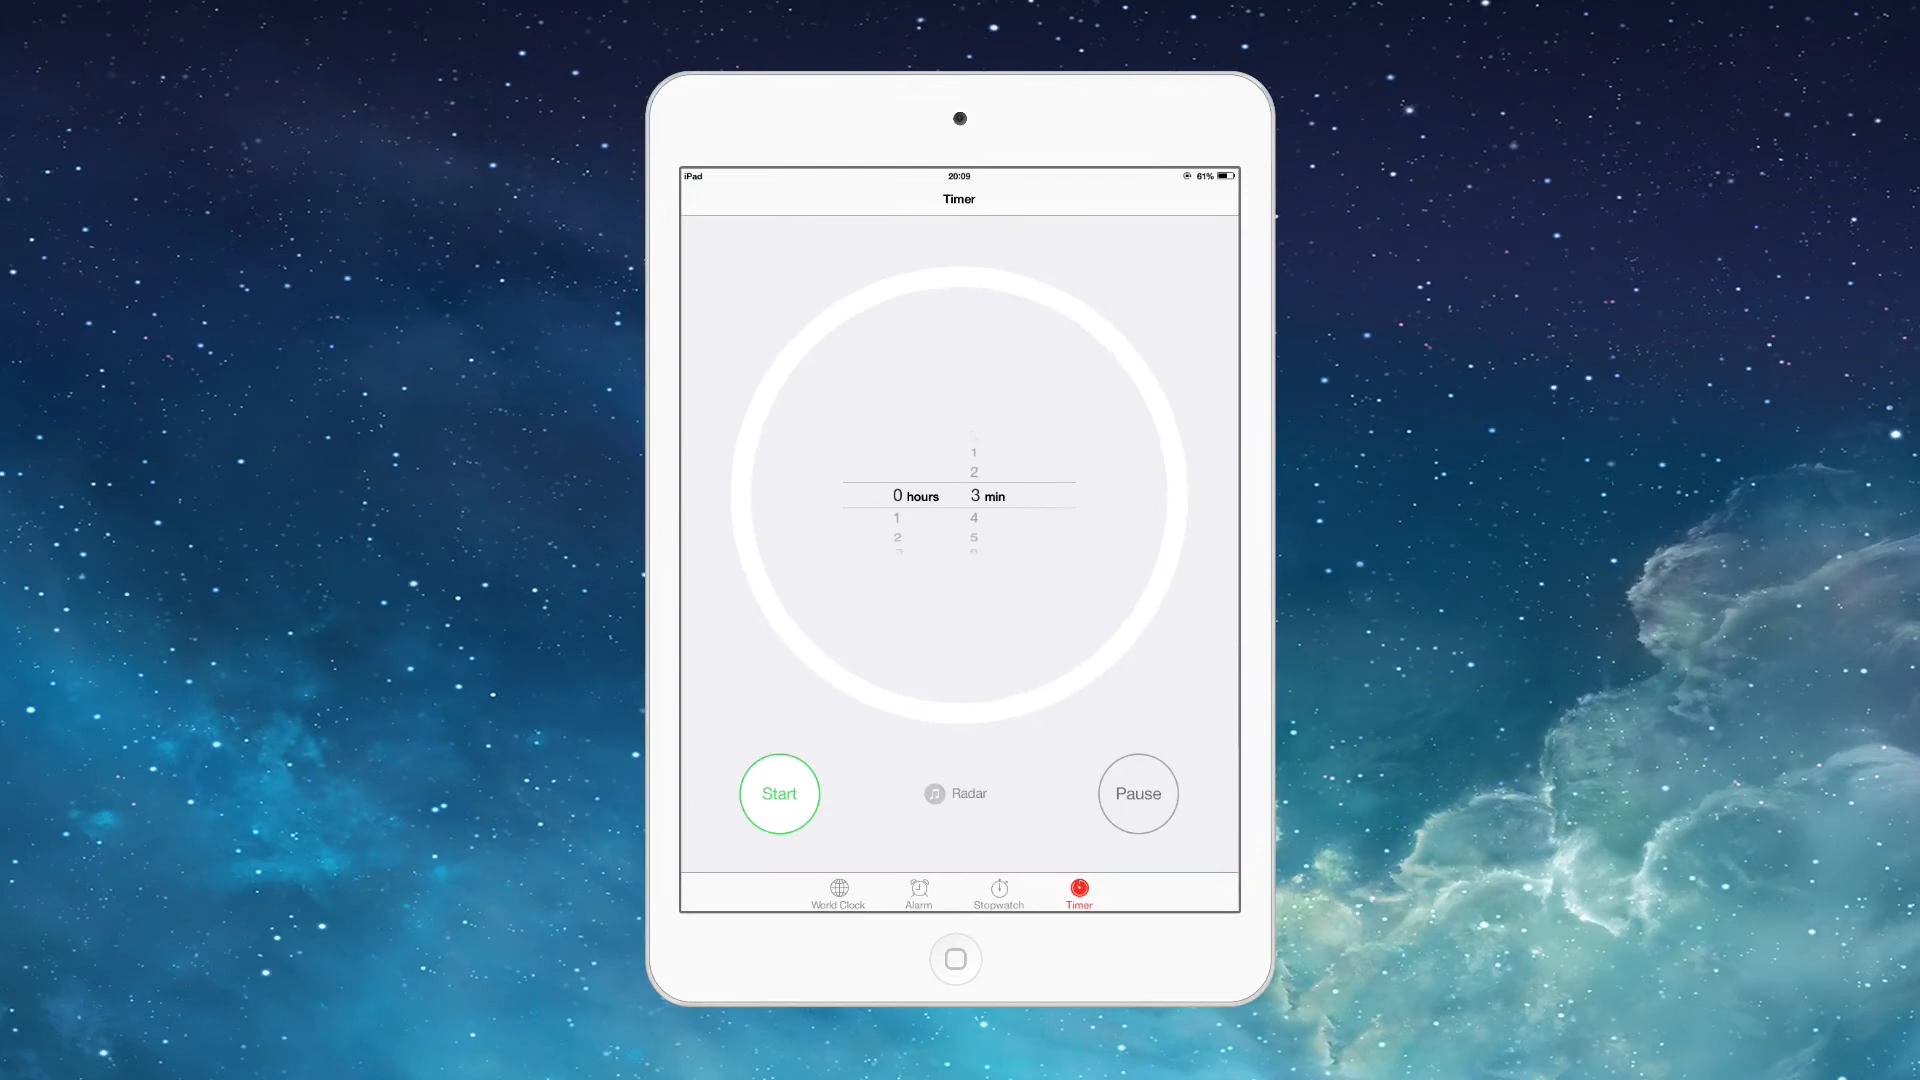 iPad 20:09 61%
Timer
1
2
0 hours 3 min
1 4
2 5
Start Radar Pause
World Clock Alarm Stopwatch Timer